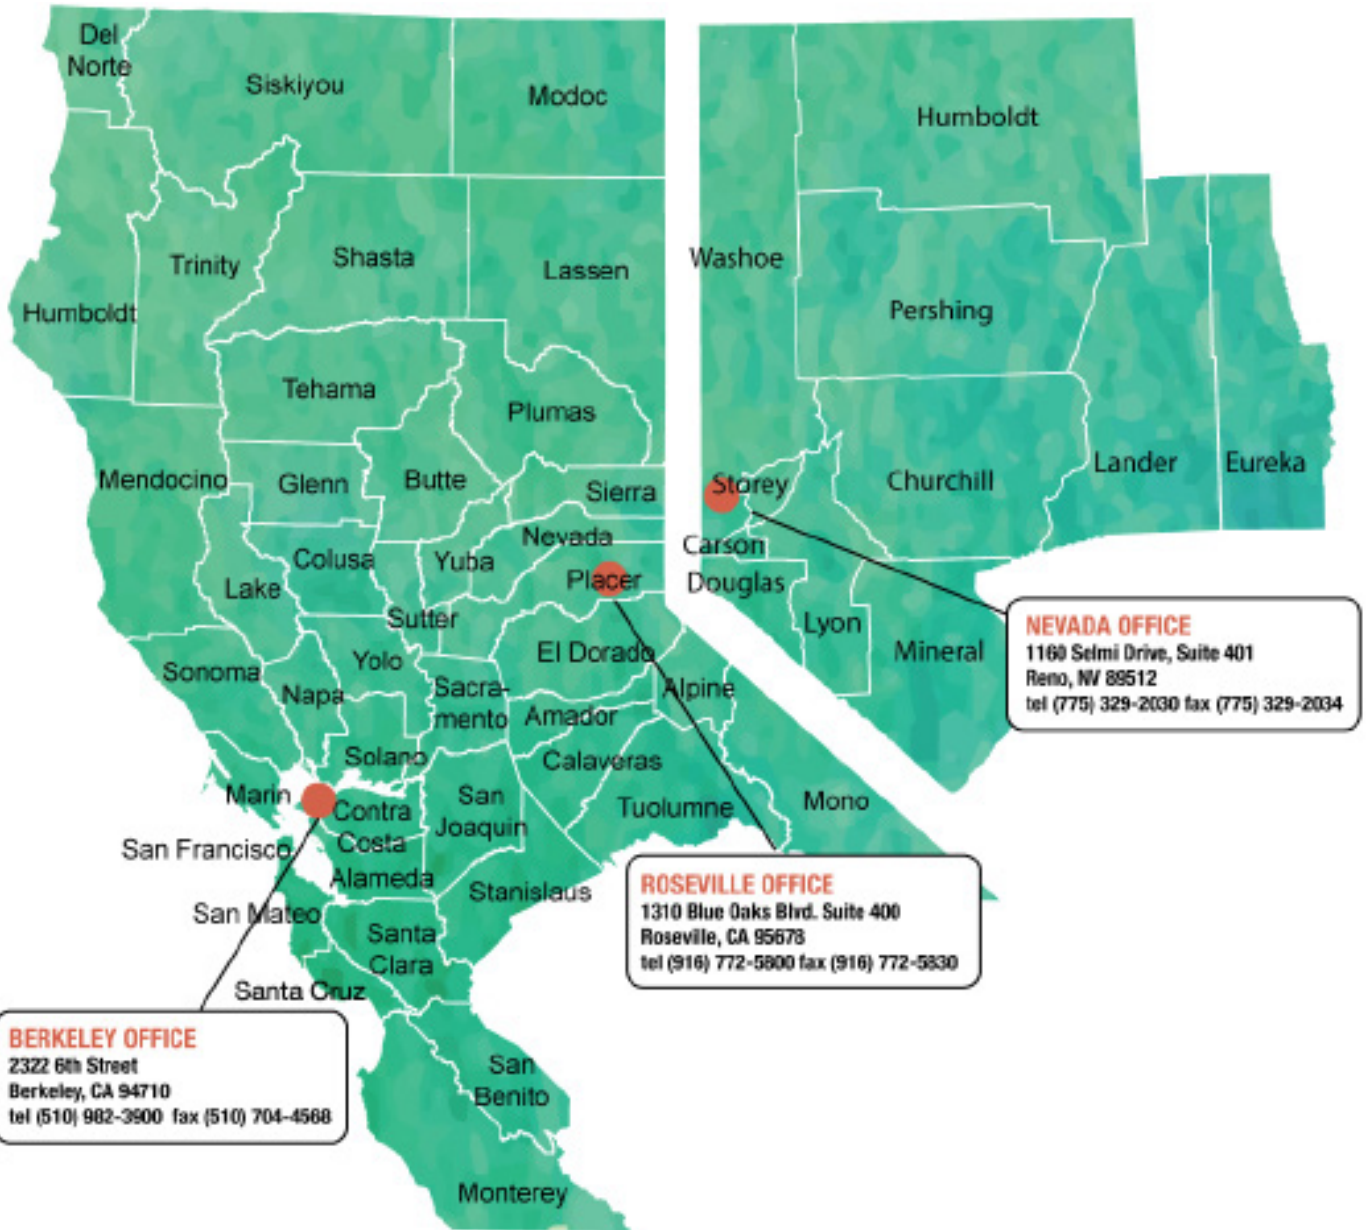 Del
Norte
Siskiyou
Modoc
Humboldt
Trinity
Shasta
Lassen
Washoe
Humboldt
Pershing
Tehama
Plumas
Mendocino
Glenn
Butte
Sierra
Storey
Churchill
Lander
Eureka
Nevada
Carson
Colusa
Yuba
Placer
Douglas
Lake
Sutter
Lyon
Mineral
El Dorado
Sonoma
Yolo
Napa
Sacra-
mento
Alpine
Amador
Solano
Calaveras
Marin
Contra
Costa
San
Joaquin
Tuolumne
Mono
San Francisco
Alameda
Stanislaus
San Mateo
Santa
Clara
Santa Cruz
San
Benito
Monterey
NEVADA OFFICE
1160 Selmi Drive, Suite 401
Reno, NV 89512
tel (775) 329-2030 fax (775) 329-2034
ROSEVILLE OFFICE
1310 Blue Oaks Blvd. Suite 400
Roseville, CA 95678
tel (916) 772-5800 fax (916) 772-5830
BERKELEY OFFICE
2322 6th Street
Berkeley, CA 94710
tel (510) 982-3900 fax (510) 704-4568